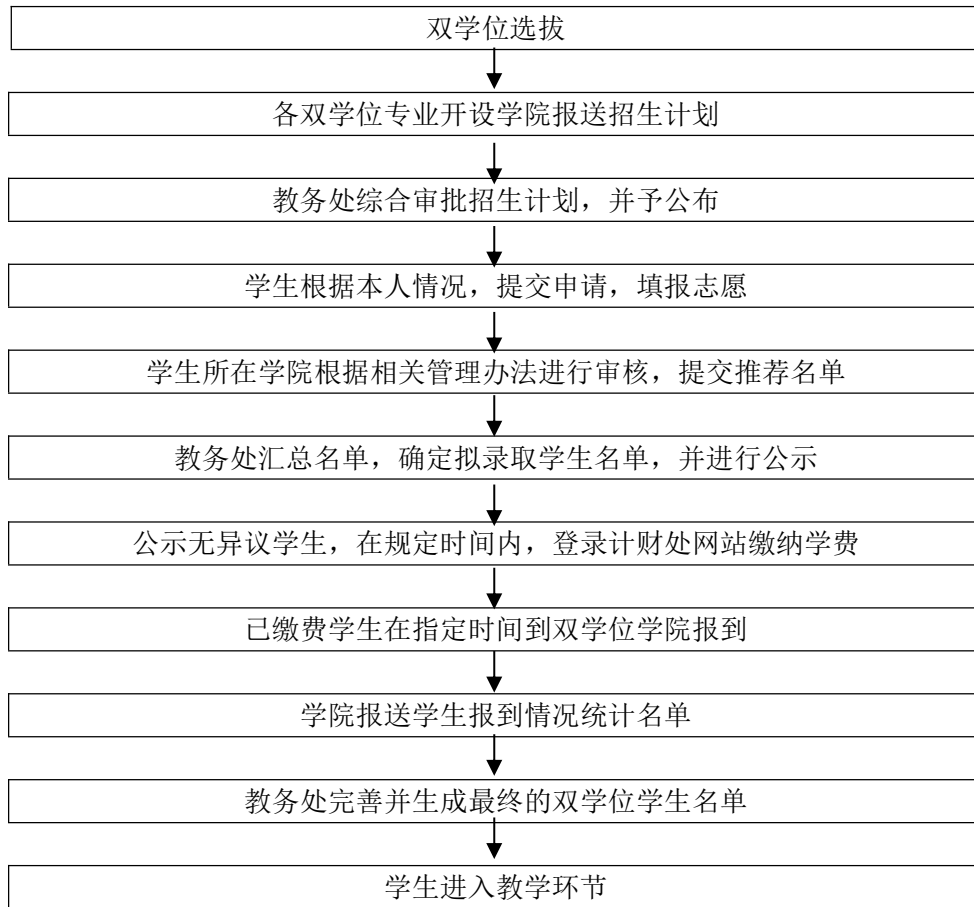 双学位选拔
各双学位专业开设学院报送招生计划
教务处综合审批招生计划，并予公布
学生根据本人情况，提交申请，填报志愿
学生所在学院根据相关管理办法进行审核，提交推荐名单
教务处汇总名单，确定拟录取学生名单，并进行公示
公示无异议学生，在规定时间内，登录计财处网站缴纳学费
已缴费学生在指定时间到双学位学院报到
学院报送学生报到情况统计名单
教务处完善并生成最终的双学位学生名单
学生进入教学环节